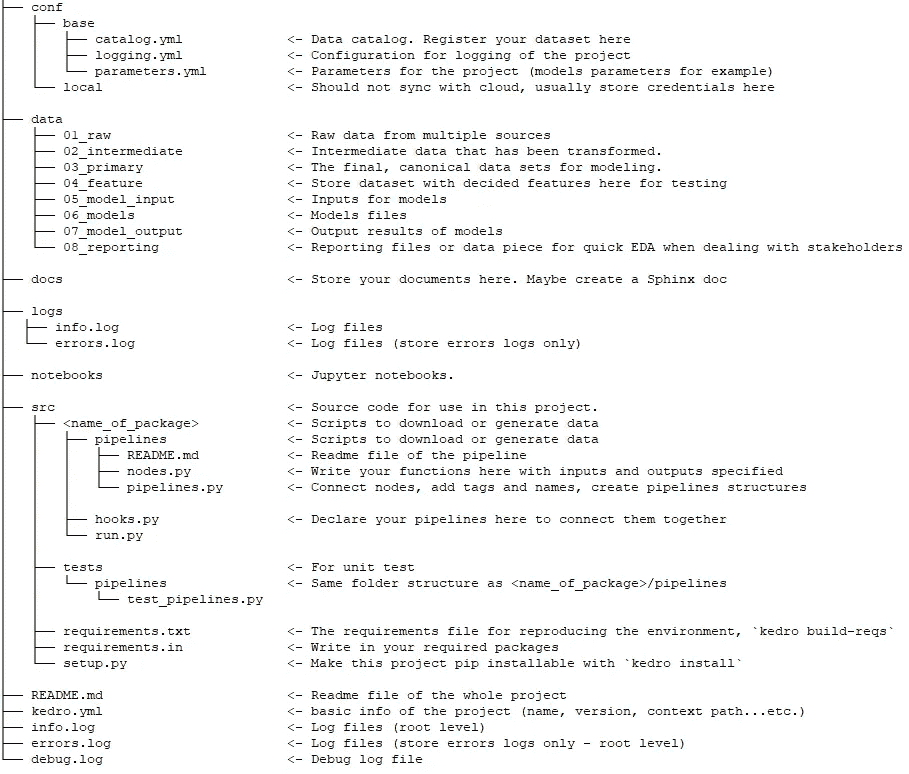 conf
base
catalog.yml <- Data catalog. Register your dataset here
logging.yml <- Configuration for logging of the project
parameters.yml <- Parameters for the project (models parameters for example)
local <- Should not sync with cloud, usually store credentials here
data
01_raw <- Raw data from multiple sources
02_intermediate <- Intermediate data that has been transformed.
03_primary <- The final, canonical data sets for modeling.
04_feature <- Store dataset with decided features here for testing
05_model_input <- Inputs for models
06_models <- Models files
07_model_output <- Output results of models
08_reporting <- Reporting files or data piece for quick EDA when dealing with stakeholders
docs <- Store your documents here. Maybe create a Sphinx doc
logs
info.log <- Log files
errors.log <- Log files (store errors logs only)
notebooks <- Jupyter notebooks.
src <- Source code for use in this project.
<name_of_package> <- Scripts to download or generate data
pipelines <- Scripts to download or generate data
README.md <- Readme file of the pipeline
nodes.py <- Write your functions here with inputs and outputs specified
pipelines.py <- Connect nodes, add tags and names, create pipelines structures
hooks.py <- Declare your pipelines here to connect them together
run.py
tests <- For unit test
pipelines <- Same folder structure as <name_of_package>/pipelines
test_pipelines.py
requirements.txt <- The requirements file for reproducing the environment, `kedro build-reqs`
requirements.in <- Write in your required packages
setup.py <- Make this project pip installable with `kedro install`
README.md <- Readme file of the whole project
kedro.yml <- basic info of the project (name, version, context path...etc.)
info.log <- Log files (root level)
errors.log <- Log files (store errors logs only - root level)
debug.log <- Debug log file